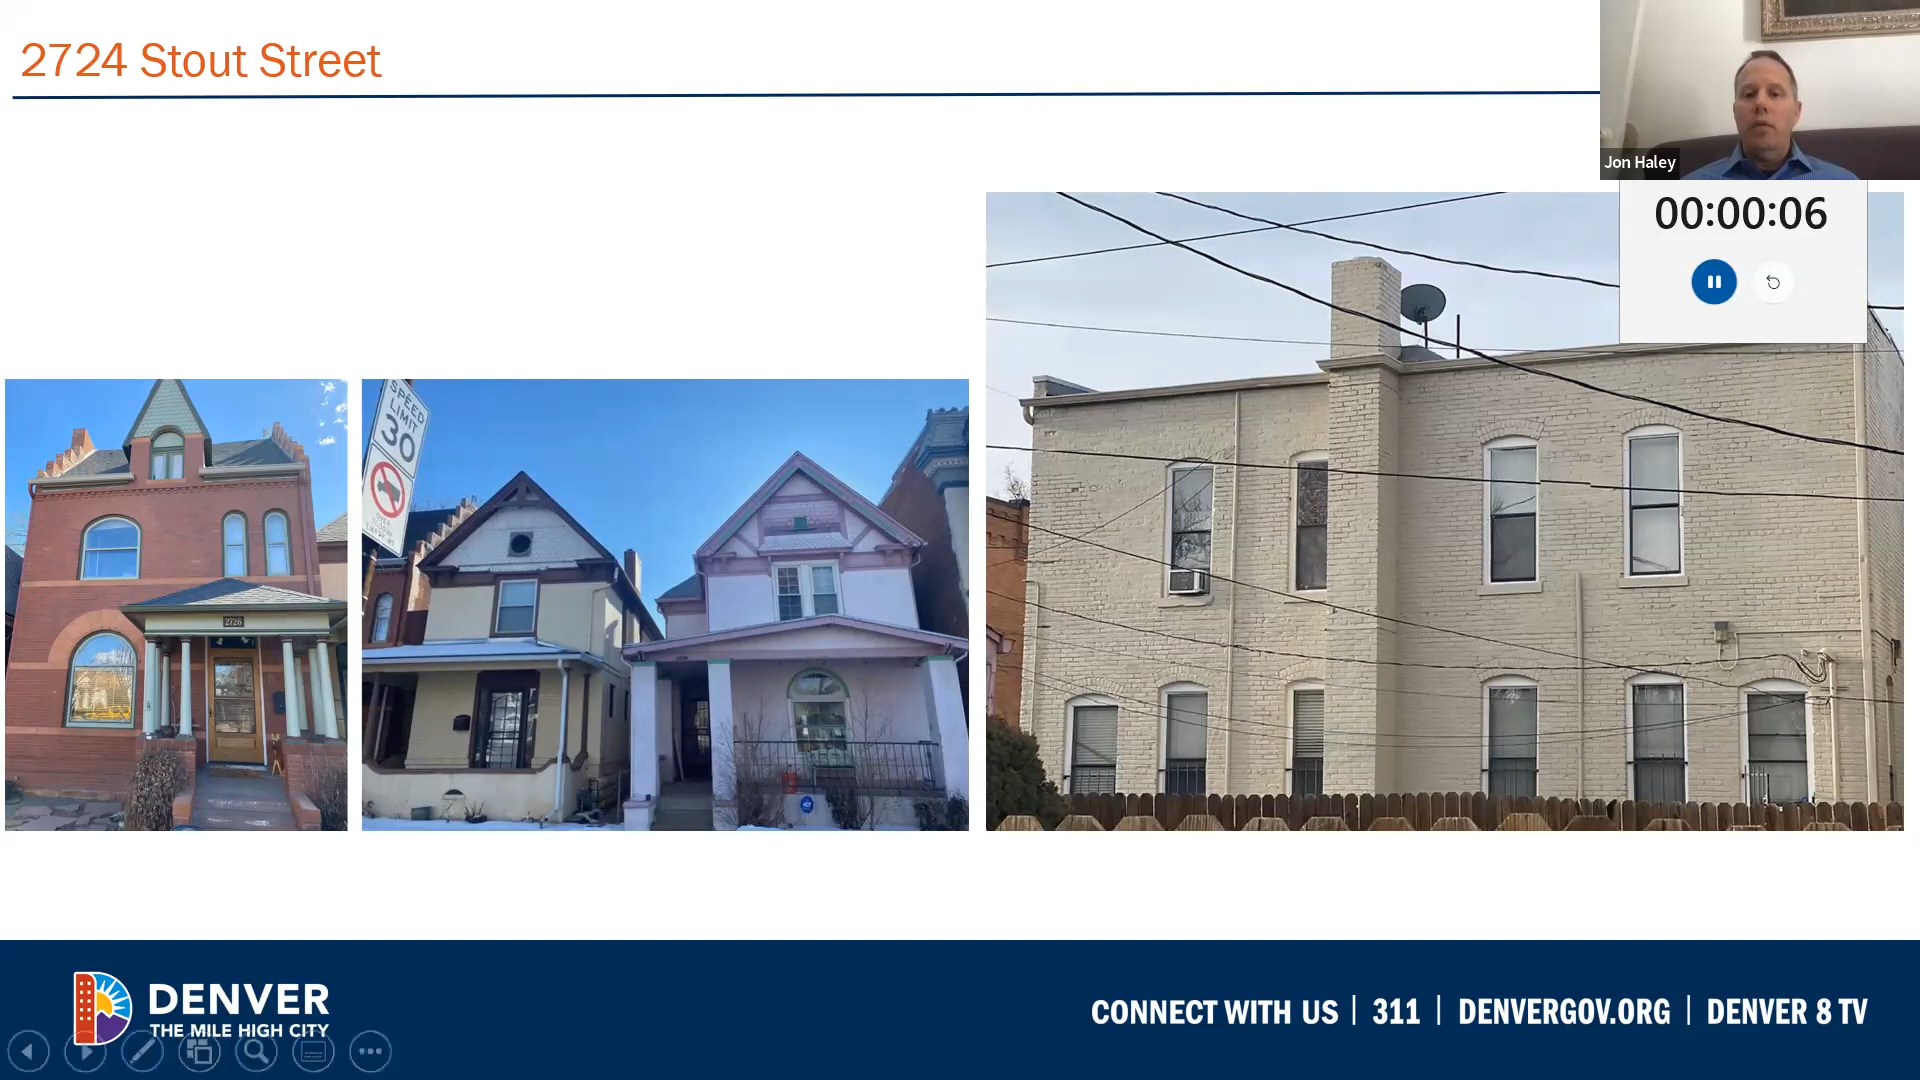 2724 Stout Street
Jon Haley
00:00:06
SPEED
LIMIT
30
2726
DENVER
THE MILE HIGH CITY
CONNECT WITH US | 311 | DENVERGOV.ORG | DENVER 8 TV